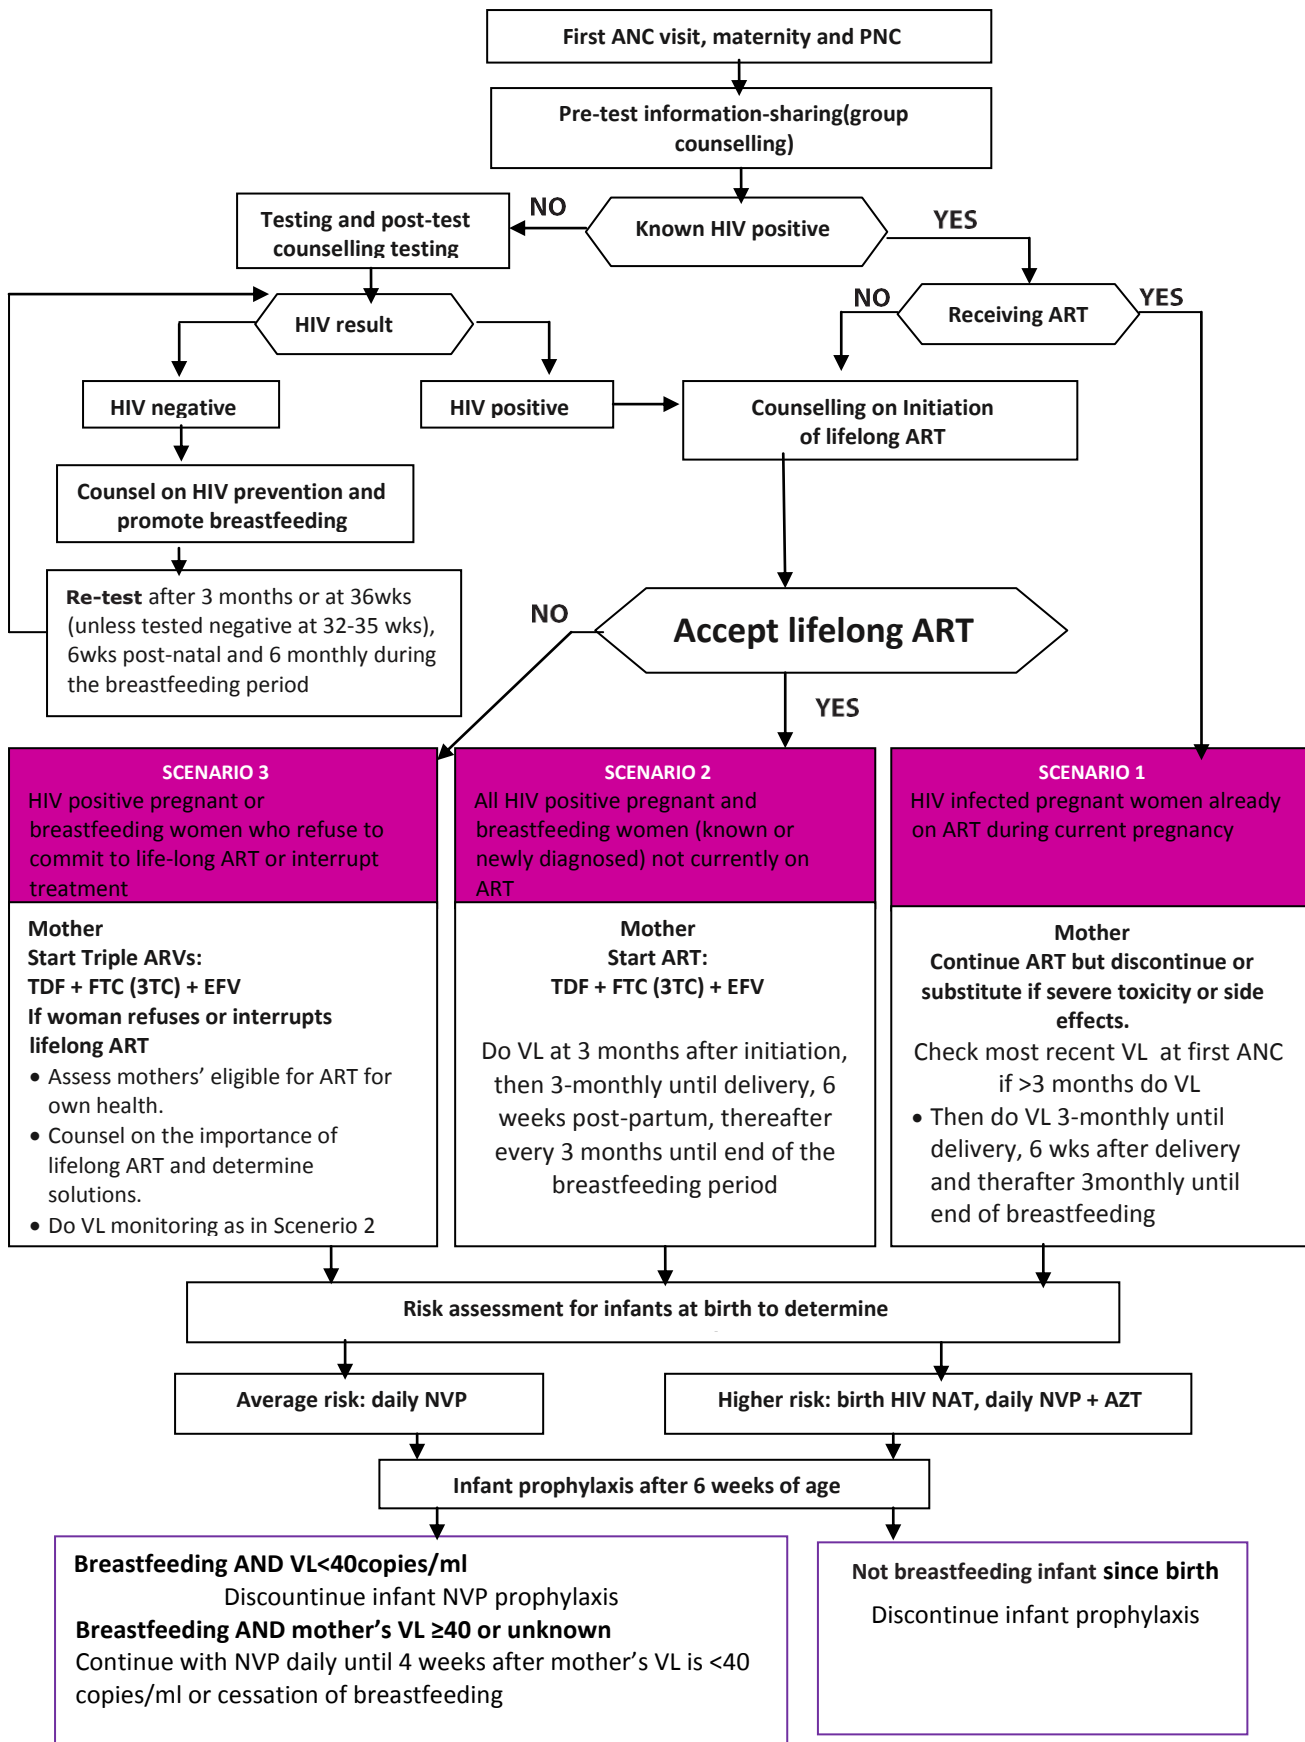 First ANC visit, maternity and PNC
Pre-test information-sharing(group
counselling)
NO
Known HIV positive
YES
Testing and post-test
counselling testing
HIV result
NO
Receiving ART
YES
HIV negative
HIV positive
Counselling on Initiation
of lifelong ART
Counsel on HIV prevention and
promote breastfeeding
Re-test after 3 months or at 36wks
(unless tested negative at 32-35 wks),
6wks post-natal and 6 monthly during
the breastfeeding period
NO
Accept lifelong ART
YES
SCENARIO 3
HIV positive pregnant or
breastfeeding women who refuse to
commit to life-long ART or interrupt
treatment
Mother
Start Triple ARVs:
TDF + FTC (3TC) + EFV
If woman refuses or interrupts
lifelong ART
• Assess mothers' eligible for ART for
own health.
• Counsel on the importance of
lifelong ART and determine
solutions.
• Do VL monitoring as in Scenerio 2
SCENARIO 2
All HIV positive pregnant and
breastfeeding women (known or
newly diagnosed) not currently on
ART
Mother
Start ART:
TDF + FTC (3TC) + EFV
Do VL at 3 months after initiation,
then 3-monthly until delivery, 6
weeks post-partum, thereafter
every 3 months until end of the
breastfeeding period
SCENARIO 1
HIV infected pregnant women already
on ART during current pregnancy
Mother
Continue ART but discontinue or
substitute if severe toxicity or side
effects.
Check most recent VL at first ANC
if >3 months do VL
• Then do VL 3-monthly until
delivery, 6 wks after delivery
and therafter 3monthly until
end of breastfeeding
Risk assessment for infants at birth to determine
Average risk: daily NVP
Higher risk: birth HIV NAT, daily NVP + AZT
Infant prophylaxis after 6 weeks of age
Breastfeeding AND VL<40copies/ml
Discountinue infant NVP prophylaxis
Breastfeeding AND mother's VL ≥40 or unknown
Continue with NVP daily until 4 weeks after mother's VL is <40
copies/ml or cessation of breastfeeding
Not breastfeeding infant since birth
Discontinue infant prophylaxis